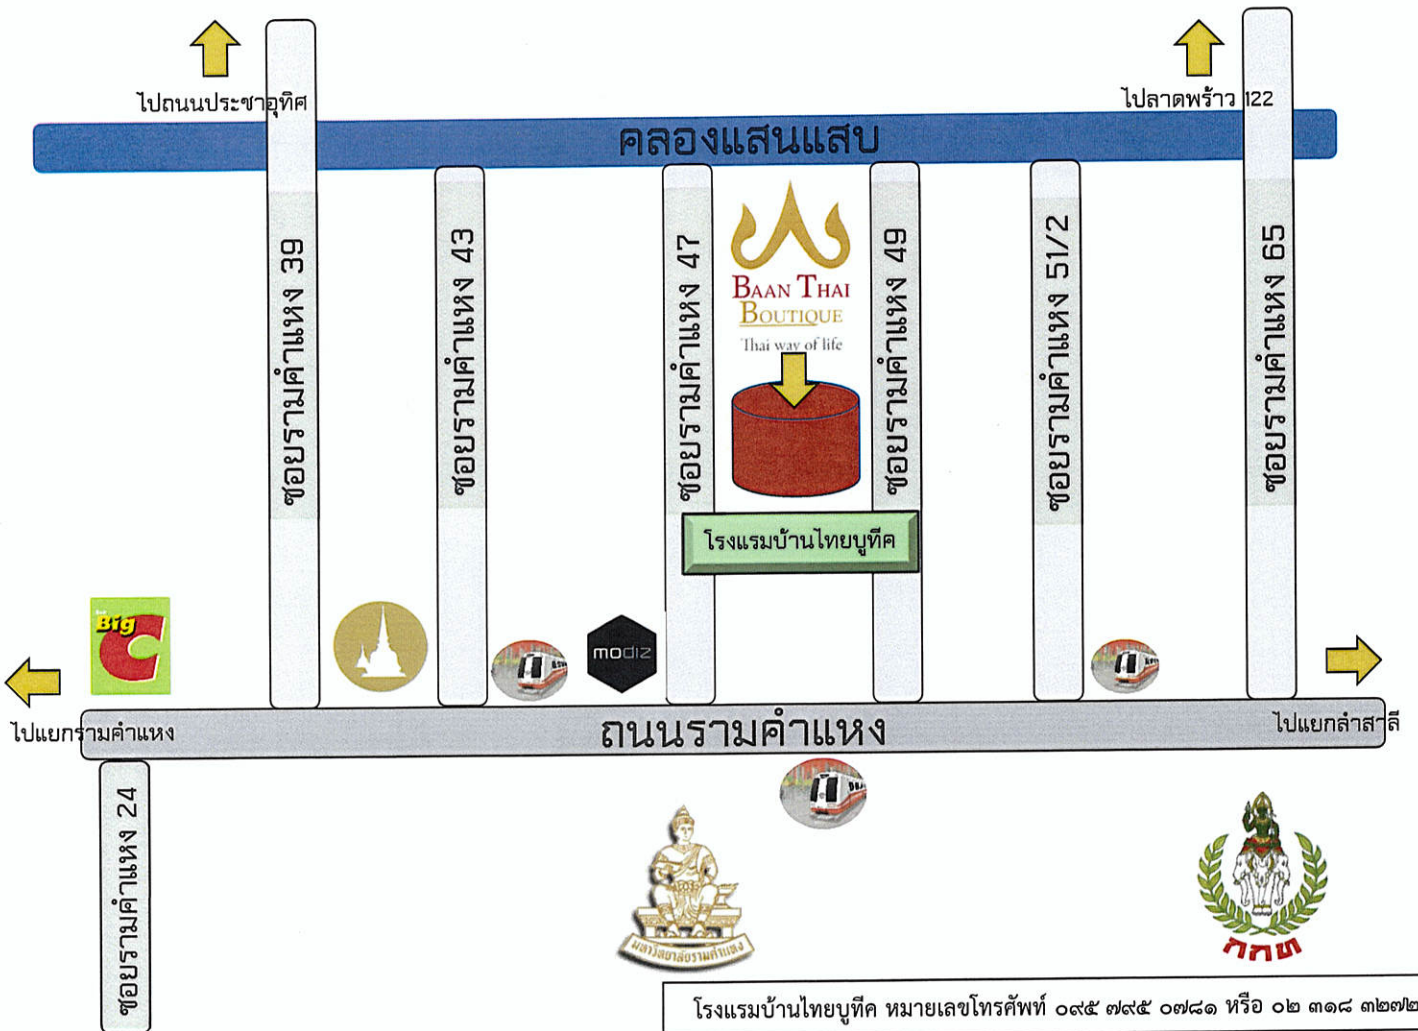 ไปถนนประชาอุทิศ
ไปลาดพร้าว 122
คลองแสนแสบ
ซอยรามคำแหง 39
ซอยรามคำแหง 43
ซอยรามคำแหง 47
BAAN THAI
BOUTIQUE
Thai way of life
ซอยรามคำแหง 49
ซอยรามคำแหง 51/2
ซอยรามคำแหง 65
โรงแรมบ้านไทยบูทีค
Big
C
modiz
ไปแยกรามคำแหง
ถนนรามคำแหง
ไปแยกลำสาลี
ซอยรามคำแหง 24
มหาวิทยาลัยรามคำแหง
กกท
โรงแรมบ้านไทยบูทีค หมายเลขโทรศัพท์ ๐๙๕ ๗๙๕ ๐๗๘๑ หรือ ๐๒ ๓๑๘ ๓๒๗๒